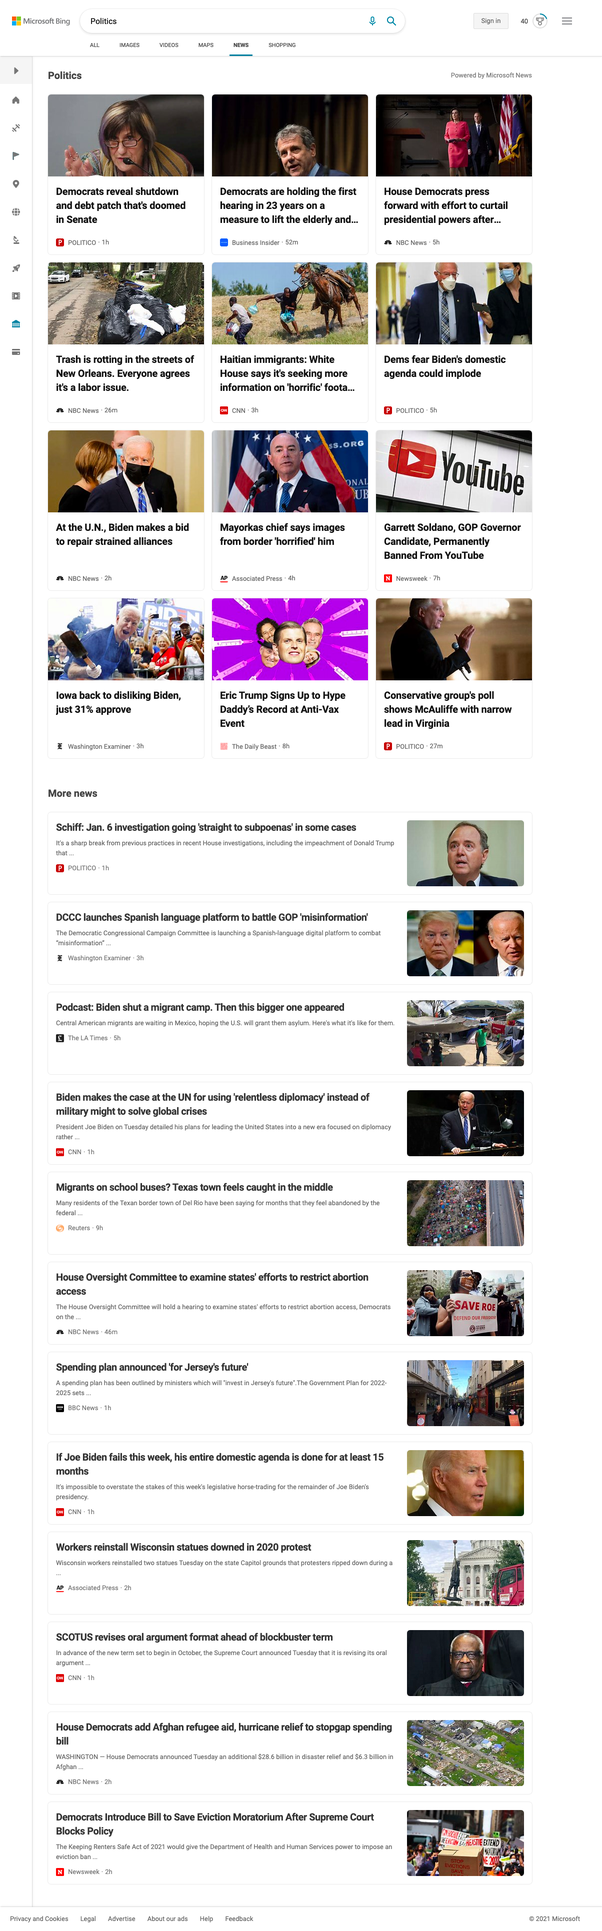 Microsoft Bing
Politics
Sign in
40
ALL
IMAGES
VIDEOS
MAPS
NEWS
SHOPPING
Politics
Powered by Microsoft News
Democrats reveal shutdown
and debt patch that's doomed
in Senate
POLITICO · 1h
Democrats are holding the first
hearing in 23 years on a
measure to lift the elderly and...
Business Insider · 52m
House Democrats press
forward with effort to curtail
presidential powers after...
NBC News · 5h
Trash is rotting in the streets of
New Orleans. Everyone agrees
it's a labor issue.
NBC News · 26m
Haitian immigrants: White
House says it's seeking more
information on 'horrific' foota...
CNN · 3h
Dems fear Biden's domestic
agenda could implode
POLITICO · 5h
SS.ORG
YouTube
At the U.N., Biden makes a bid
to repair strained alliances
NBC News · 2h
Mayorkas chief says images
from border 'horrified' him
AP Associated Press · 4h
Garrett Soldano, GOP Governor
Candidate, Permanently
Banned From YouTube
Newsweek · 7h
Iowa back to disliking Biden,
just 31% approve
Washington Examiner · 3h
Eric Trump Signs Up to Hype
Daddy's Record at Anti-Vax
Event
The Daily Beast · 8h
Conservative group's poll
shows McAuliffe with narrow
lead in Virginia
POLITICO · 27m
More news
Schiff: Jan. 6 investigation going 'straight to subpoenas' in some cases
It's a sharp break from previous practices in recent House investigations, including the impeachment of Donald Trump
that ...
POLITICO · 1h
DCCC launches Spanish language platform to battle GOP 'misinformation'
The Democratic Congressional Campaign Committee is launching a Spanish-language digital platform to combat
"misinformation" ...
Washington Examiner · 3h
Podcast: Biden shut a migrant camp. Then this bigger one appeared
Central American migrants are waiting in Mexico, hoping the U.S. will grant them asylum. Here's what it's like for them.
The LA Times · 5h
Biden makes the case at the UN for using 'relentless diplomacy' instead of
military might to solve global crises
President Joe Biden on Tuesday detailed his plans for leading the United States into a new era focused on diplomacy
rather ...
CNN · 1h
Migrants on school buses? Texas town feels caught in the middle
Many residents of the Texan border town of Del Rio have been saying for months that they feel abandoned by the
federal ...
Reuters · 9h
House Oversight Committee to examine states' efforts to restrict abortion
access
The House Oversight Committee will hold a hearing to examine states' efforts to restrict abortion access, Democrats
on the ...
NBC News · 46m
SAVE ROE
Spending plan announced 'for Jersey's future'
A spending plan has been outlined by ministers which will "invest in Jersey's future".The Government Plan for 2022-
2025 sets ...
BBC News · 1h
If Joe Biden fails this week, his entire domestic agenda is done for at least 15
months
It's impossible to overstate the stakes of this week's legislative horse-trading for the remainder of Joe Biden's
presidency.
CNN · 1h
Workers reinstall Wisconsin statues downed in 2020 protest
Wisconsin workers reinstalled two statues Tuesday on the state Capitol grounds that protesters ripped down during a
...
AP Associated Press · 2h
SCOTUS revises oral argument format ahead of blockbuster term
In advance of the new term set to begin in October, the Supreme Court announced Tuesday that it is revising its oral
argument ...
CNN · 1h
House Democrats add Afghan refugee aid, hurricane relief to stopgap spending
bill
WASHINGTON — House Democrats announced Tuesday an additional $28.6 billion in disaster relief and $6.3 billion in
Afghan ...
NBC News · 2h
Democrats Introduce Bill to Save Eviction Moratorium After Supreme Court
Blocks Policy
The Keeping Renters Safe Act of 2021 would give the Department of Health and Human Services power to impose an
eviction ban ...
Newsweek · 2h
Privacy and Cookies
Legal
Advertise
About our ads
Help
Feedback
© 2021 Microsoft